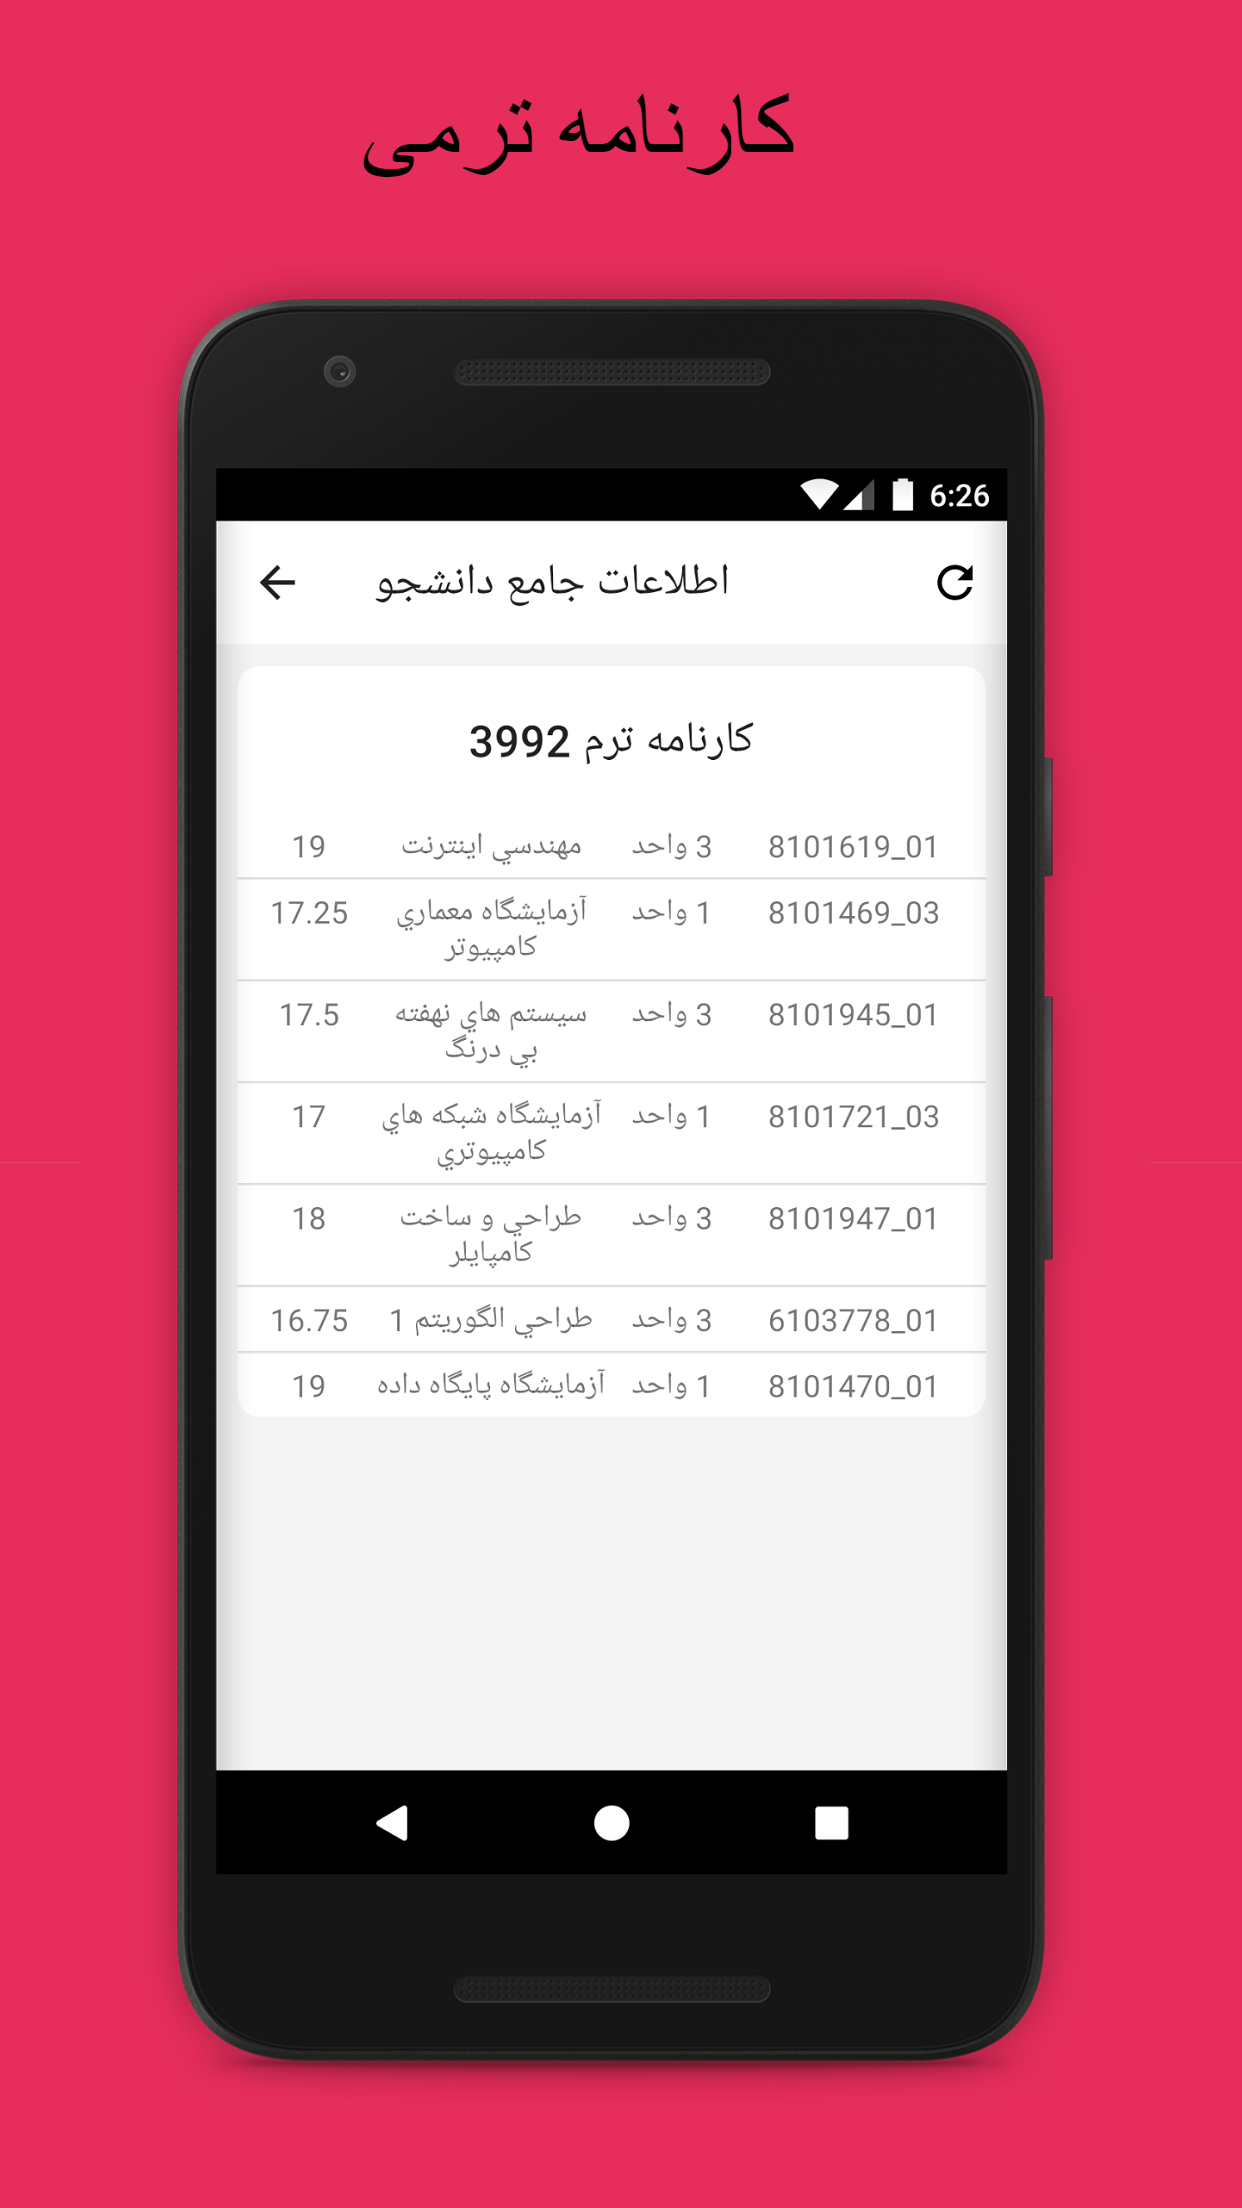 کارنامه ترمی
6:26
اطلاعات جامع دانشجو
کارنامه ترم 3992
8101619_01 3 واحد مهندسي اينترنت 19
8101469_03 1 واحد آزمايشگاه معماري 17.25
کامپيوتر
8101945_01 3 واحد سيستم هاي نهفته 17.5
بي درنگ
8101721_03 1 واحد آزمايشگاه شبکه هاي 17
کامپيوتري
8101947_01 3 واحد طراحي و ساخت 18
کامپايلر
6103778_01 3 واحد طراحي الگوريتم 1 16.75
8101470_01 1 واحد آزمايشگاه پايگاه داده 19